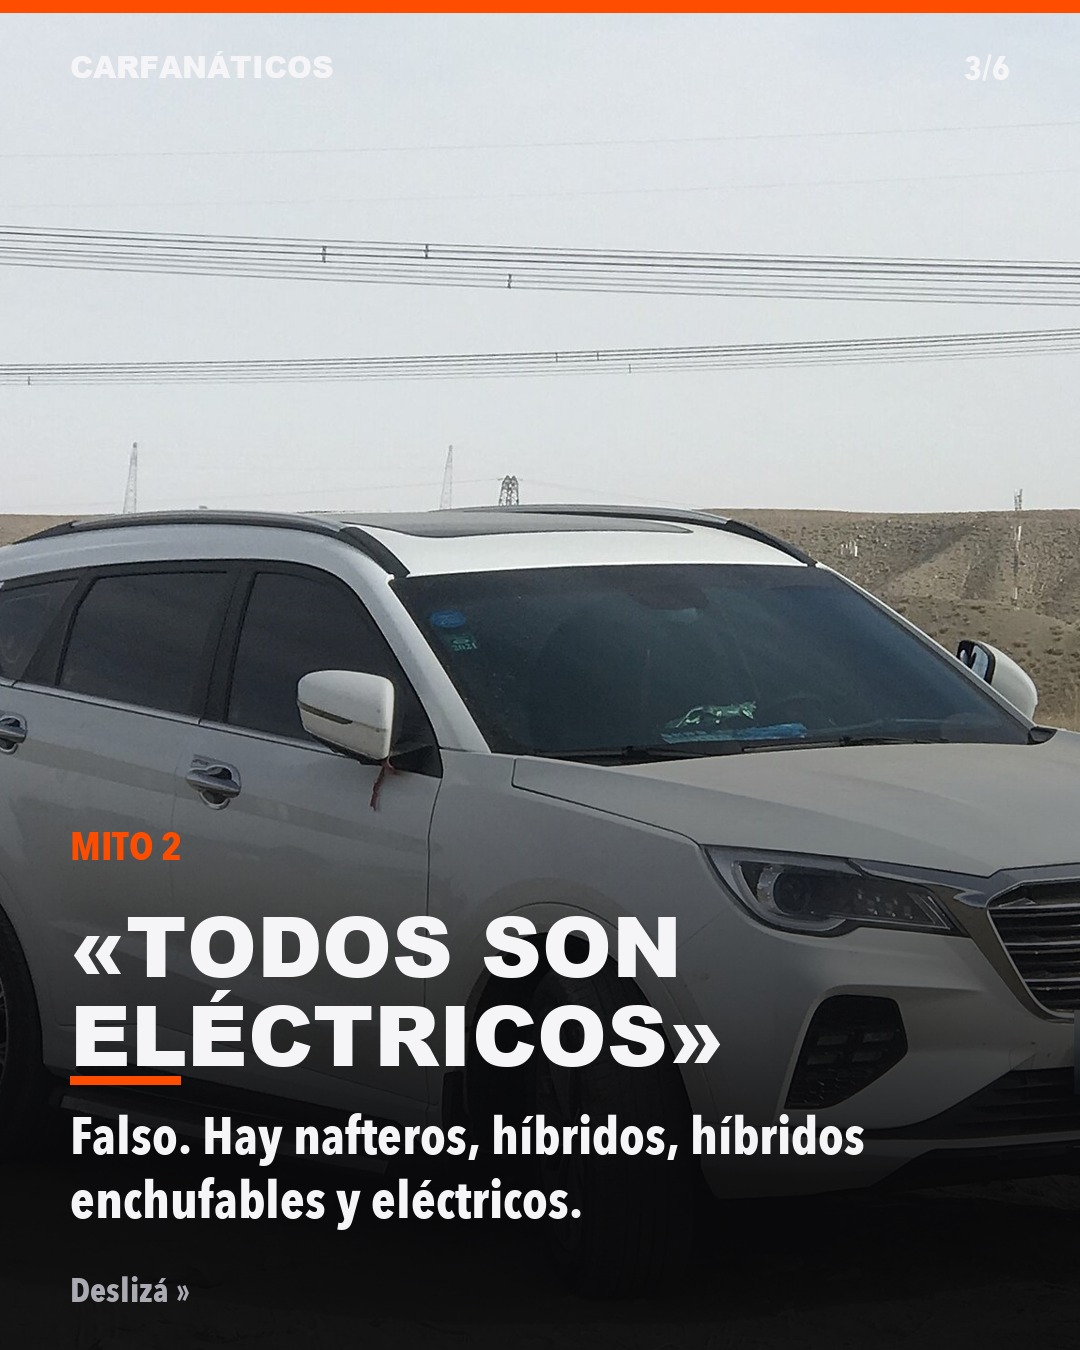 CARFANÁTICOS
3/6
MITO 2
«TODOS SON
ELÉCTRICOS»
Falso. Hay nafteros, híbridos, híbridos
enchufables y eléctricos.
Deslizá »